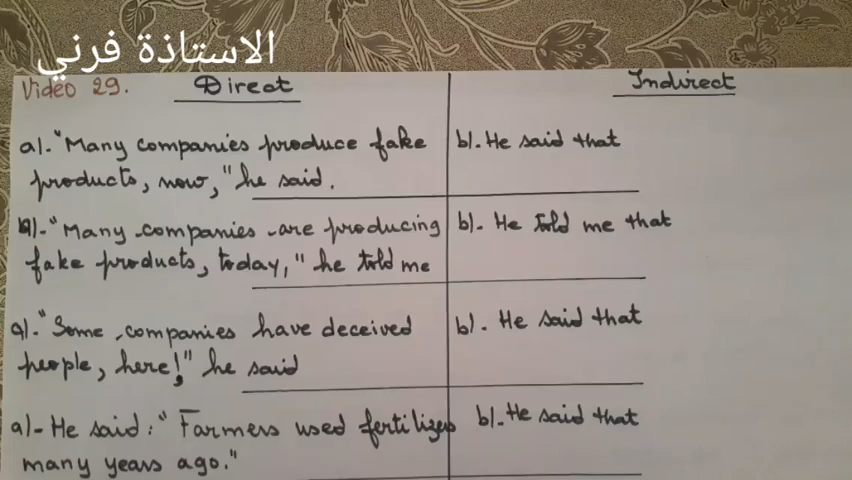 الاستاذة فرني
Video 29.
Direct
Indirect
a). "Many companies produce fake
products, now," he said.
b). He said that
a)-"Many companies are producing
fake products, today," he told me
b). He told me that
a)."Some companies have deceived
people, here!," he said
b). He said that
a)- He said: "Farmers used fertilizers
many years ago."
b). He said that